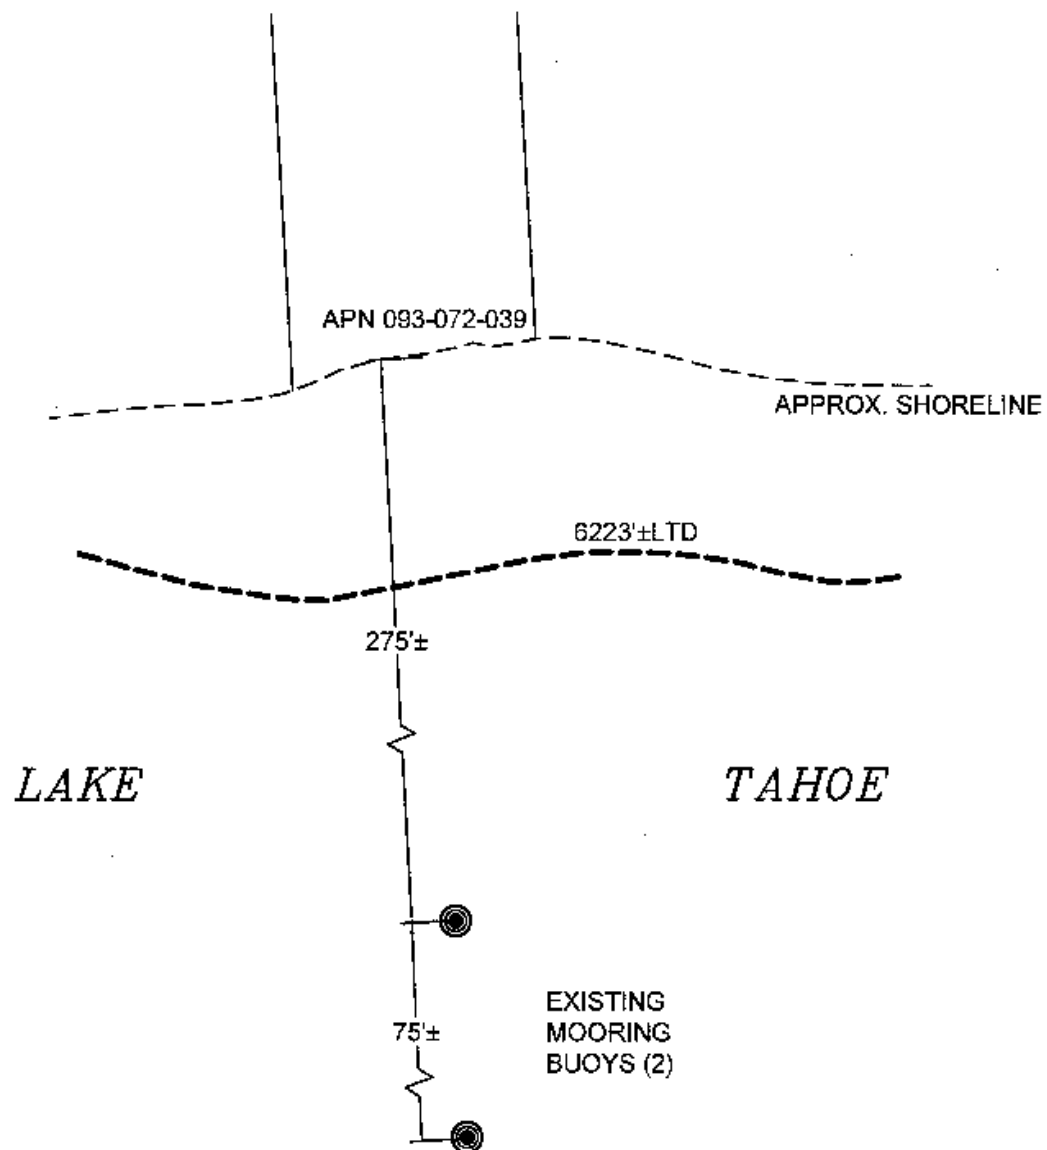 APN 093-072-039
APPROX. SHORELINE
6223'±LTD
275'±
LAKE TAHOE
75'±
EXISTING
MOORING
BUOYS (2)